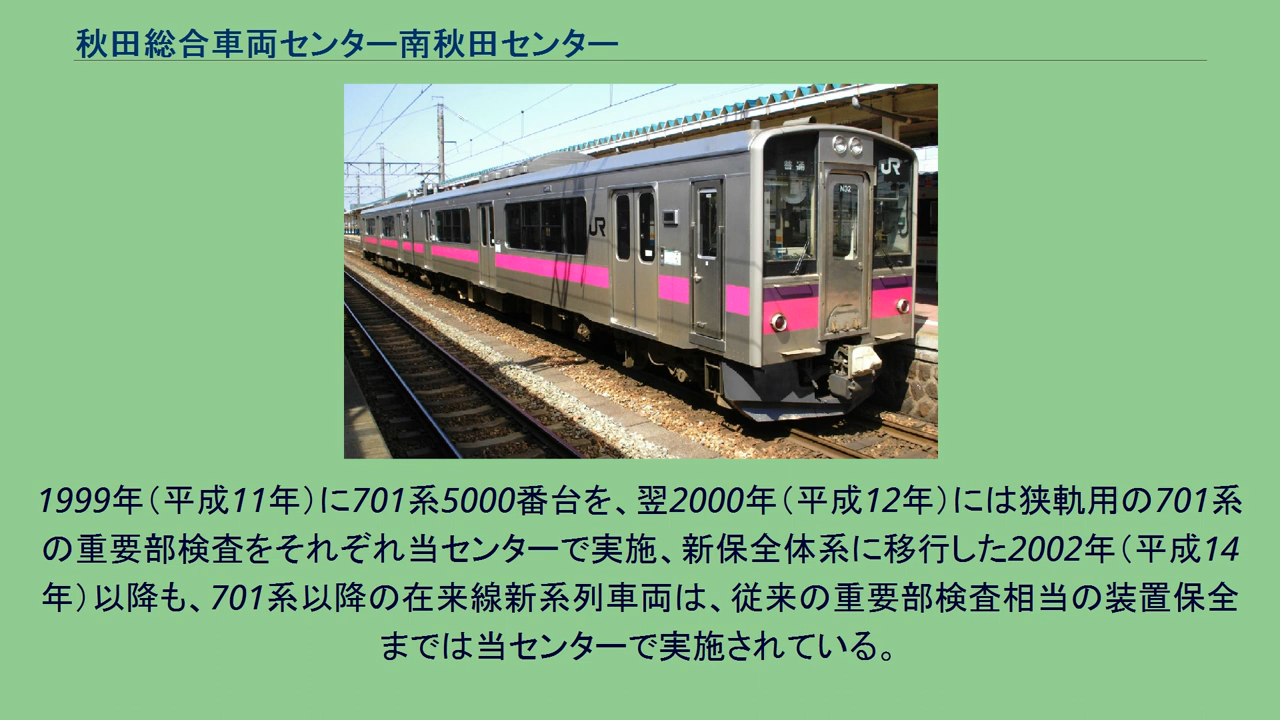 秋田総合車両センター南秋田センター
普通
JR
N32
JR
1999年(平成11年)に701系5000番台を、翌2000年(平成12年)には狭軌用の701系
の重要部検査をそれぞれ当センターで実施、新保全体系に移行した2002年(平成14
年)以降も、701系以降の在来線新系列車両は、従来の重要部検査相当の装置保全
までは当センターで実施されている。